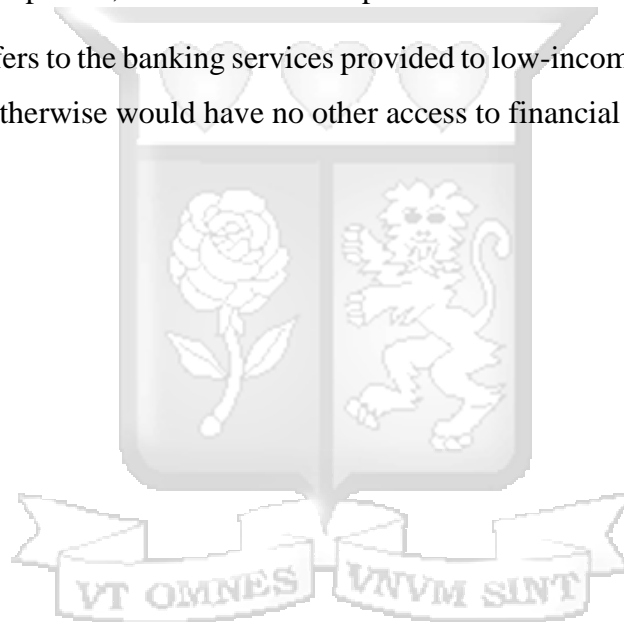 fers to the banking services provided to low-incom
therwise would have no other access to financial
VT OMNES VNVM SINT